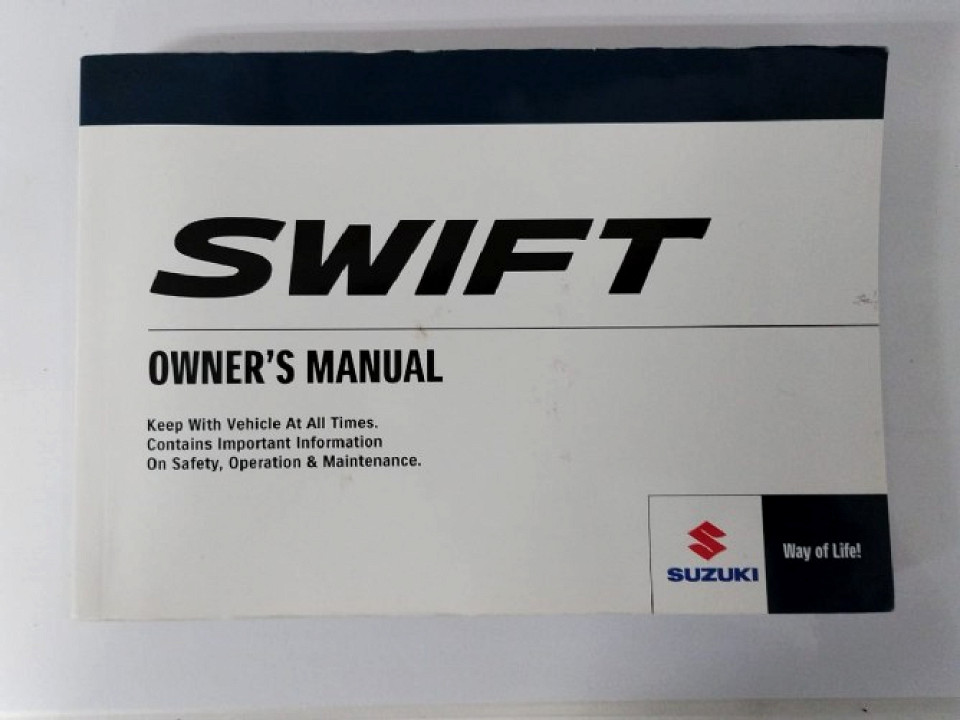 SWIFT
OWNER'S MANUAL
Keep With Vehicle At All Times.
Contains Important Information
On Safety, Operation & Maintenance.
SUZUKI
Way of Life!